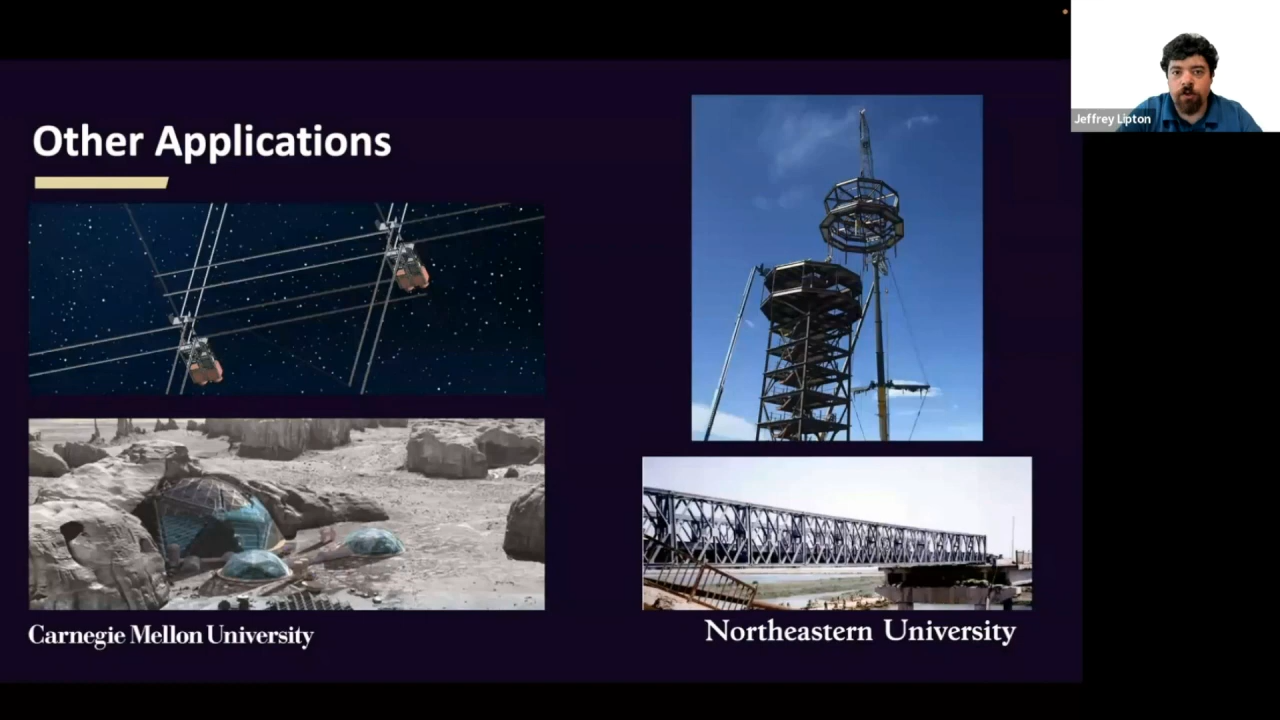 Other Applications
Jeffrey Lipton
Carnegie Mellon University
Northeastern University